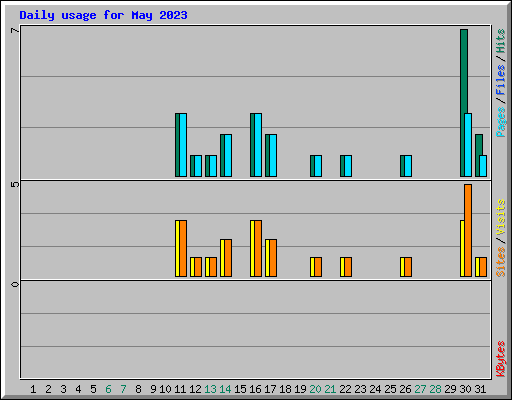 Daily usage for May 2023
7
5
0
Pages/Files/Hits
Sites/Visits
KBytes
1 2 3 4 5 6 7 8 9 10 11 12 13 14 15 16 17 18 19 20 21 22 23 24 25 26 27 28 29 30 31